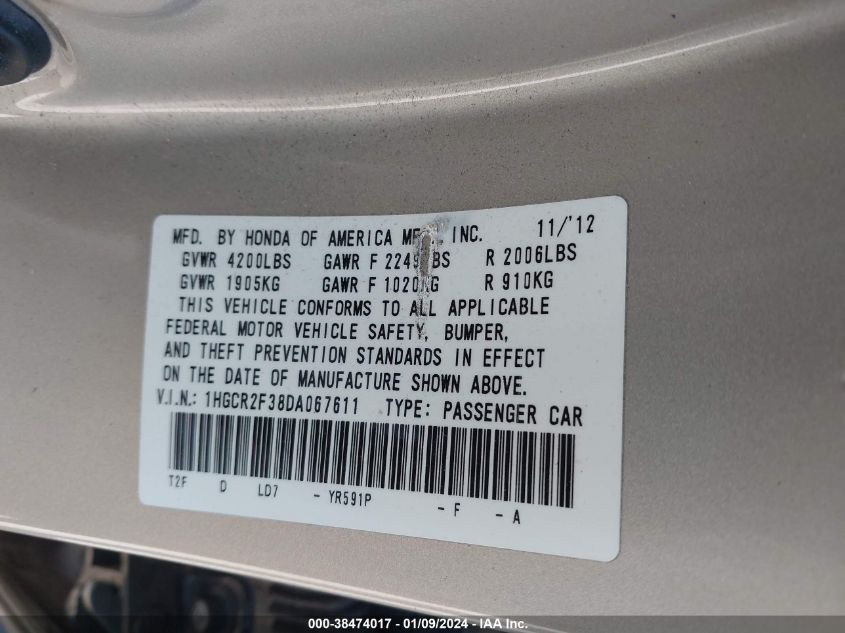 MFD. BY HONDA OF AMERICA INC. 11/'12
GVWR 4200LBS GAWR F R 2006LBS
GVWR 1905KG GAWR F 1020KG R 910KG
THIS VEHICLE CONFORMS TO ALL APPLICABLE
FEDERAL MOTOR VEHICLE SAFETY, BUMPER,
AND THEFT PREVENTION STANDARDS IN EFFECT
ON THE DATE OF MANUFACTURE SHOWN ABOVE.
V.I.N.: 1HGCR2F38DA067611 TYPE: PASSENGER CAR
T2F D LD7 - YR591P - F - A
000-38474017 - 01/09/2024 - IAA Inc.